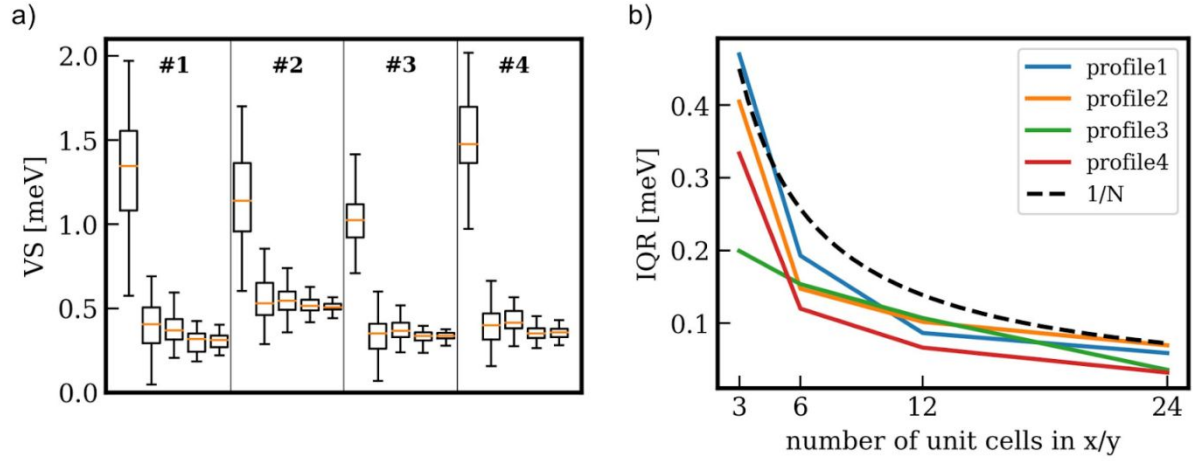 a)
VS [meV]
2.0
1.5
1.0
0.5
0.0
#1
#2
#3
#4
b)
IQR [meV]
0.4
0.3
0.2
0.1
profile1
profile2
profile3
profile4
1/N
3
6
12
24
number of unit cells in x/y